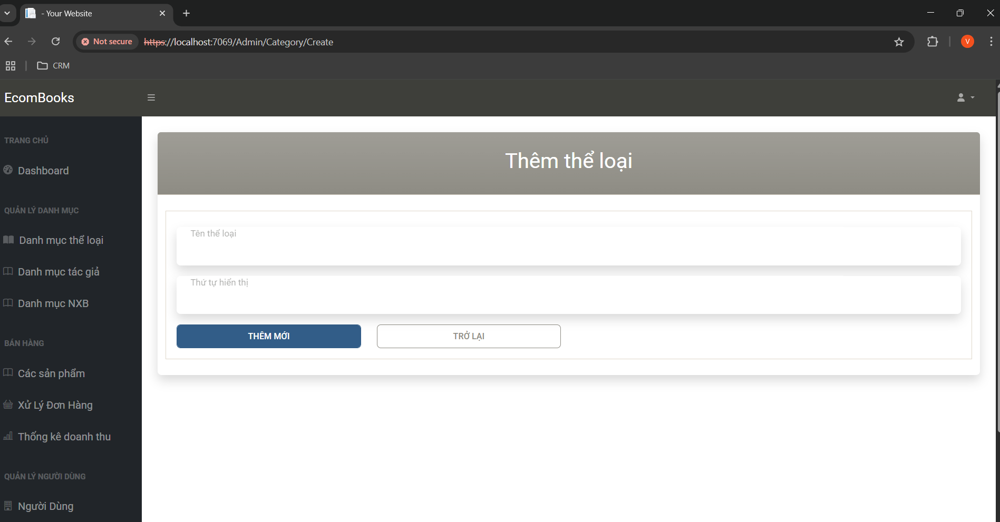 - Your Website
Not secure
https://localhost:7069/Admin/Category/Create
V
CRM
EcomBooks
TRANG CHỦ
Dashboard
QUẢN LÝ DANH MỤC
Danh mục thể loại
Danh mục tác giả
Danh mục NXB
BÁN HÀNG
Các sản phẩm
Xử Lý Đơn Hàng
Thống kê doanh thu
QUẢN LÝ NGƯỜI DÙNG
Người Dùng
Thêm thể loại
Tên thể loại
Thứ tự hiển thị
THÊM MỚI
TRỞ LẠI